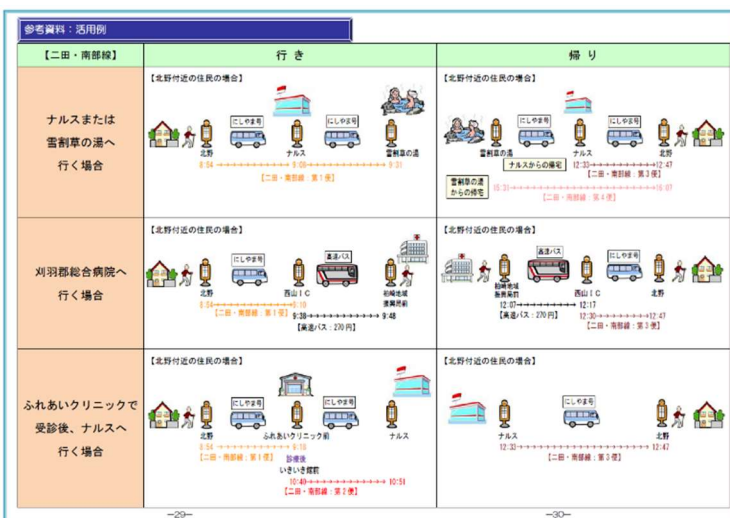 参考資料：活用例
【二田・南部線】
行き
帰り
ナルスまたは
雪割草の湯へ
行く場合
【北野付近の住民の場合】
にしやま号
にしやま号
北野
ナルス
雪割草の湯
8:54
9:06
9:31
【二田・南部線：第1便】
【北野付近の住民の場合】
にしやま号
にしやま号
雪割草の湯
ナルス
北野
ナルスからの帰宅
12:33
12:47
【二田・南部線：第3便】
雪割草の湯
からの帰宅
15:31
16:07
【二田・南部線：第4便】
刈羽郡総合病院へ
行く場合
【北野付近の住民の場合】
にしやま号
高速バス
北野
西山ＩＣ
柏崎地域
振興局前
8:54
9:10
【二田・南部線：第1便】
9:38
9:48
【高速バス：270円】
【北野付近の住民の場合】
高速バス
にしやま号
柏崎地域
振興局前
西山ＩＣ
北野
12:07
12:17
【高速バス：270円】
12:30
12:47
【二田・南部線：第3便】
ふれあいクリニックで
受診後、ナルスへ
行く場合
【北野付近の住民の場合】
にしやま号
にしやま号
北野
ふれあいクリニック前
ナルス
8:54
9:18
【二田・南部線：第1便】
診療後
いきいき館前
10:40
10:51
【二田・南部線：第2便】
【北野付近の住民の場合】
にしやま号
ナルス
北野
12:33
12:47
【二田・南部線：第3便】
—29—
—30—